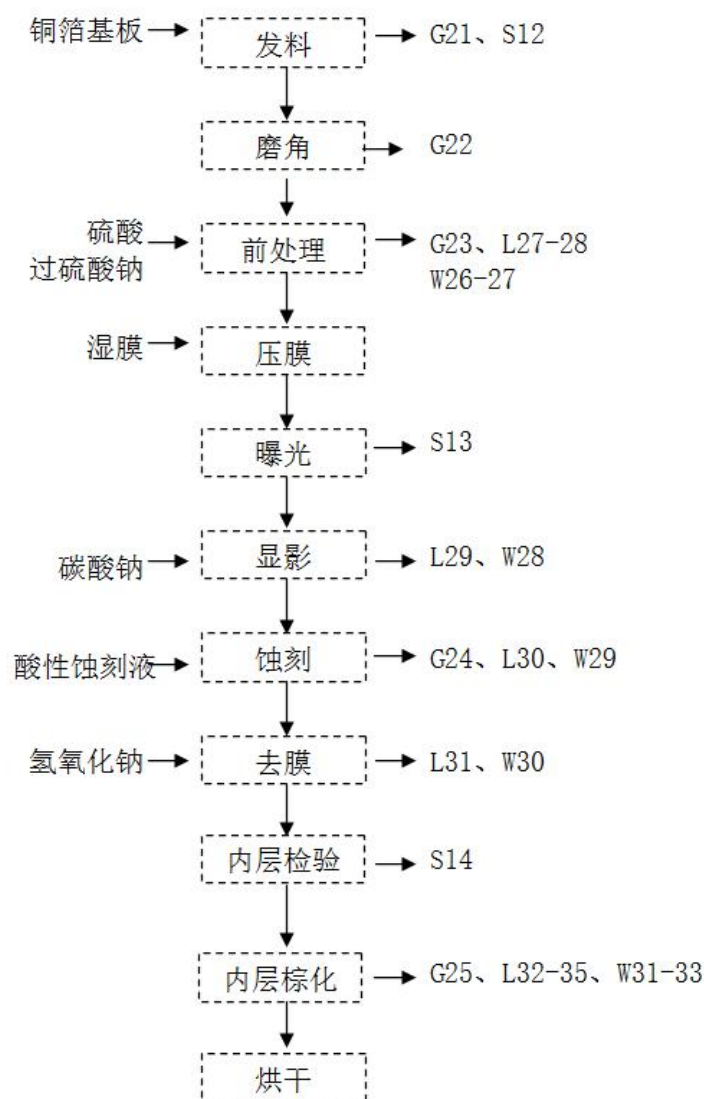 铜箔基板
发料
G21、S12
磨角
G22
硫酸
过硫酸钠
前处理
G23、L27-28
W26-27
湿膜
压膜
曝光
S13
碳酸钠
显影
L29、W28
酸性蚀刻液
蚀刻
G24、L30、W29
氢氧化钠
去膜
L31、W30
内层检验
S14
内层棕化
G25、L32-35、W31-33
烘干